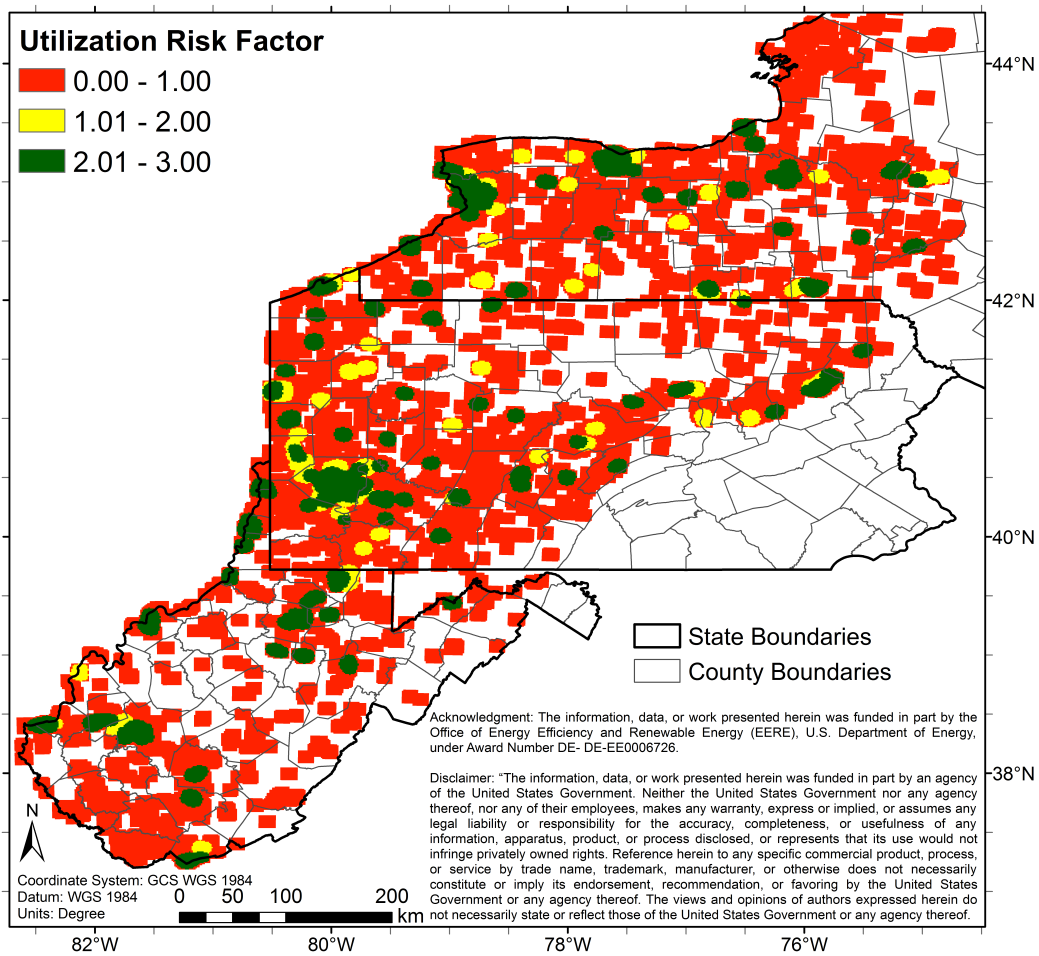 Utilization Risk Factor
0.00 - 1.00
1.01 - 2.00
2.01 - 3.00
44°N
42°N
40°N
38°N
State Boundaries
County Boundaries
Acknowledgment: The information, data, or work presented herein was funded in part by the
Office of Energy Efficiency and Renewable Energy (EERE), U.S. Department of Energy,
under Award Number DE- DE-EE0006726.
Disclaimer: “The information, data, or work presented herein was funded in part by an agency
of the United States Government. Neither the United States Government nor any agency
thereof, nor any of their employees, makes any warranty, express or implied, or assumes any
legal liability or responsibility for the accuracy, completeness, or usefulness of any
information, apparatus, product, or process disclosed, or represents that its use would not
infringe privately owned rights. Reference herein to any specific commercial product, process,
or service by trade name, trademark, manufacturer, or otherwise does not necessarily
constitute or imply its endorsement, recommendation, or favoring by the United States
Government or any agency thereof. The views and opinions of authors expressed herein do
not necessarily state or reflect those of the United States Government or any agency thereof.
N
Coordinate System: GCS WGS 1984
Datum: WGS 1984
Units: Degree
0 50 100 200
km
82°W 80°W 78°W 76°W